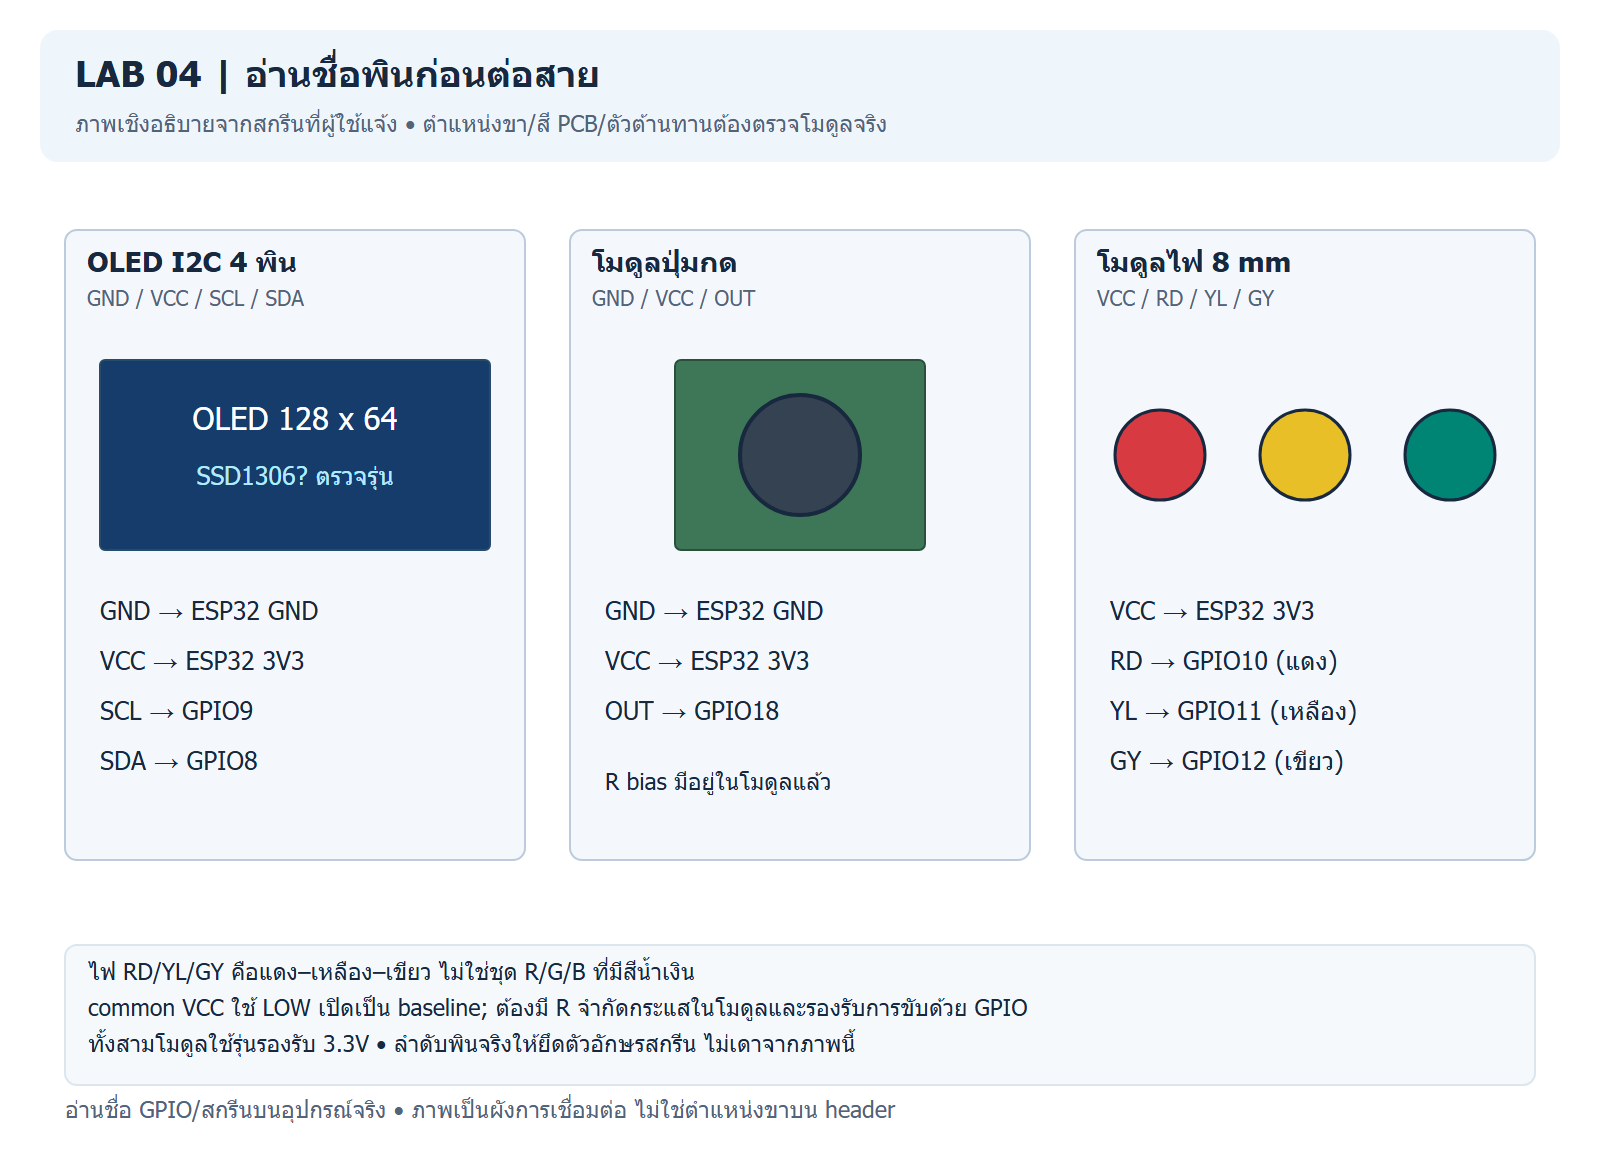 LAB 04 | อ่านชื่อพินก่อนต่อสาย
ภาพเชิงอธิบายจากสกรีนที่ผู้ใช้แจ้ง • ตำแหน่งขา/สี PCB/ตัวต้านทานต้องตรวจโมดูลจริง
OLED I2C 4 พิน
GND / VCC / SCL / SDA
OLED 128 x 64
SSD1306? ตรวจรุ่น
GND → ESP32 GND
VCC → ESP32 3V3
SCL → GPIO9
SDA → GPIO8
โมดูลปุ่มกด
GND / VCC / OUT
GND → ESP32 GND
VCC → ESP32 3V3
OUT → GPIO18
R bias มีอยู่ในโมดูลแล้ว
โมดูลไฟ 8 mm
VCC / RD / YL / GY
VCC → ESP32 3V3
RD → GPIO10 (แดง)
YL → GPIO11 (เหลือง)
GY → GPIO12 (เขียว)
ไฟ RD/YL/GY คือแดง–เหลือง–เขียว ไม่ใช่ชุด R/G/B ที่มีสีน้ำเงิน
common VCC ใช้ LOW เปิดเป็น baseline; ต้องมี R จำกัดกระแสในโมดูลและรองรับการขับด้วย GPIO
ทั้งสามโมดูลใช้รุ่นรองรับ 3.3V • ลำดับพินจริงให้ยึดตัวอักษรสกรีน ไม่เดาจากภาพนี้
อ่านชื่อ GPIO/สกรีนบนอุปกรณ์จริง • ภาพเป็นผังการเชื่อมต่อ ไม่ใช่ตำแหน่งขาบน header